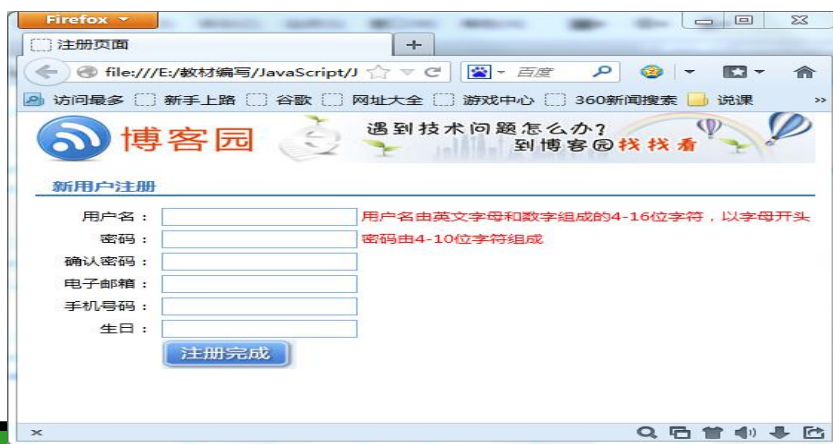 Firefox
注册页面
file:///E:/教材编写/JavaScript/J
百度
访问最多 新手上路 谷歌 网址大全 游戏中心 360新闻搜索 说课 »
博客园
遇到技术问题怎么办?
到博客园找找看
新用户注册
用户名： 用户名由英文字母和数字组成的4-16位字符，以字母开头
密码： 密码由4-10位字符组成
确认密码：
电子邮箱：
手机号码：
生日：
注册完成